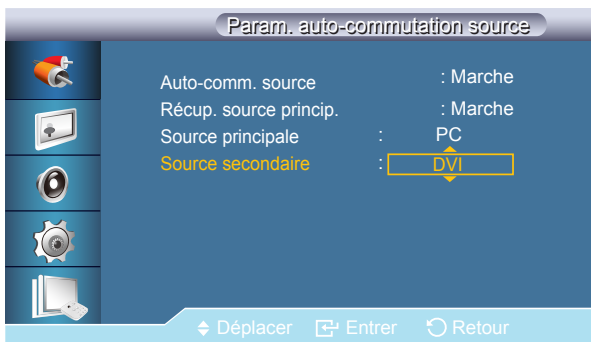 Param. auto-commutation source
Auto-comm. source : Marche
Récup. source princip. : Marche
Source principale : PC
Source secondaire : DVI
Déplacer Entrer Retour